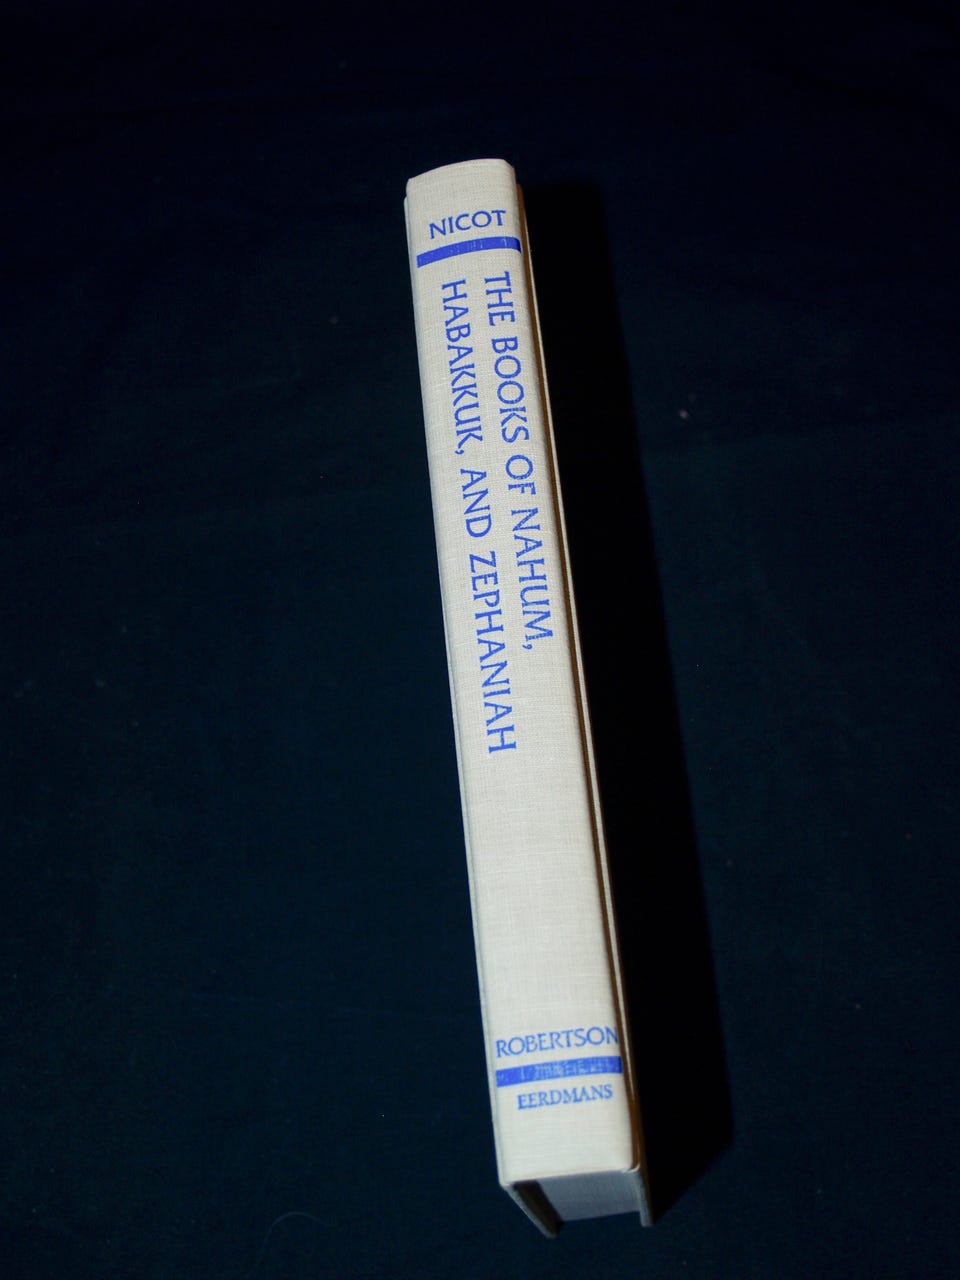 NICOT
THE BOOKS OF NAHUM,
HABAKKUK, AND ZEPHANIAH
ROBERTSON
EERDMANS